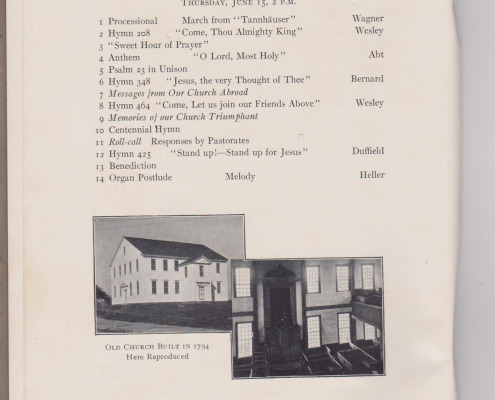 Thursday, June 15, 2 P.M.
1 Processional March from "Tannhäuser" Wagner
2 Hymn 208 "Come, Thou Almighty King" Wesley
3 "Sweet Hour of Prayer"
4 Anthem "O Lord, Most Holy" Abt
5 Psalm 23 in Unison
6 Hymn 348 "Jesus, the very Thought of Thee" Bernard
7 Messages from Our Church Abroad
8 Hymn 464 "Come, Let us join our Friends Above" Wesley
9 Memories of our Church Triumphant
10 Centennial Hymn
11 Roll-call Responses by Pastorates
12 Hymn 425 "Stand up!—Stand up for Jesus" Duffield
13 Benediction
14 Organ Postlude Melody Heller
Old Church Built in 1794
Here Reproduced